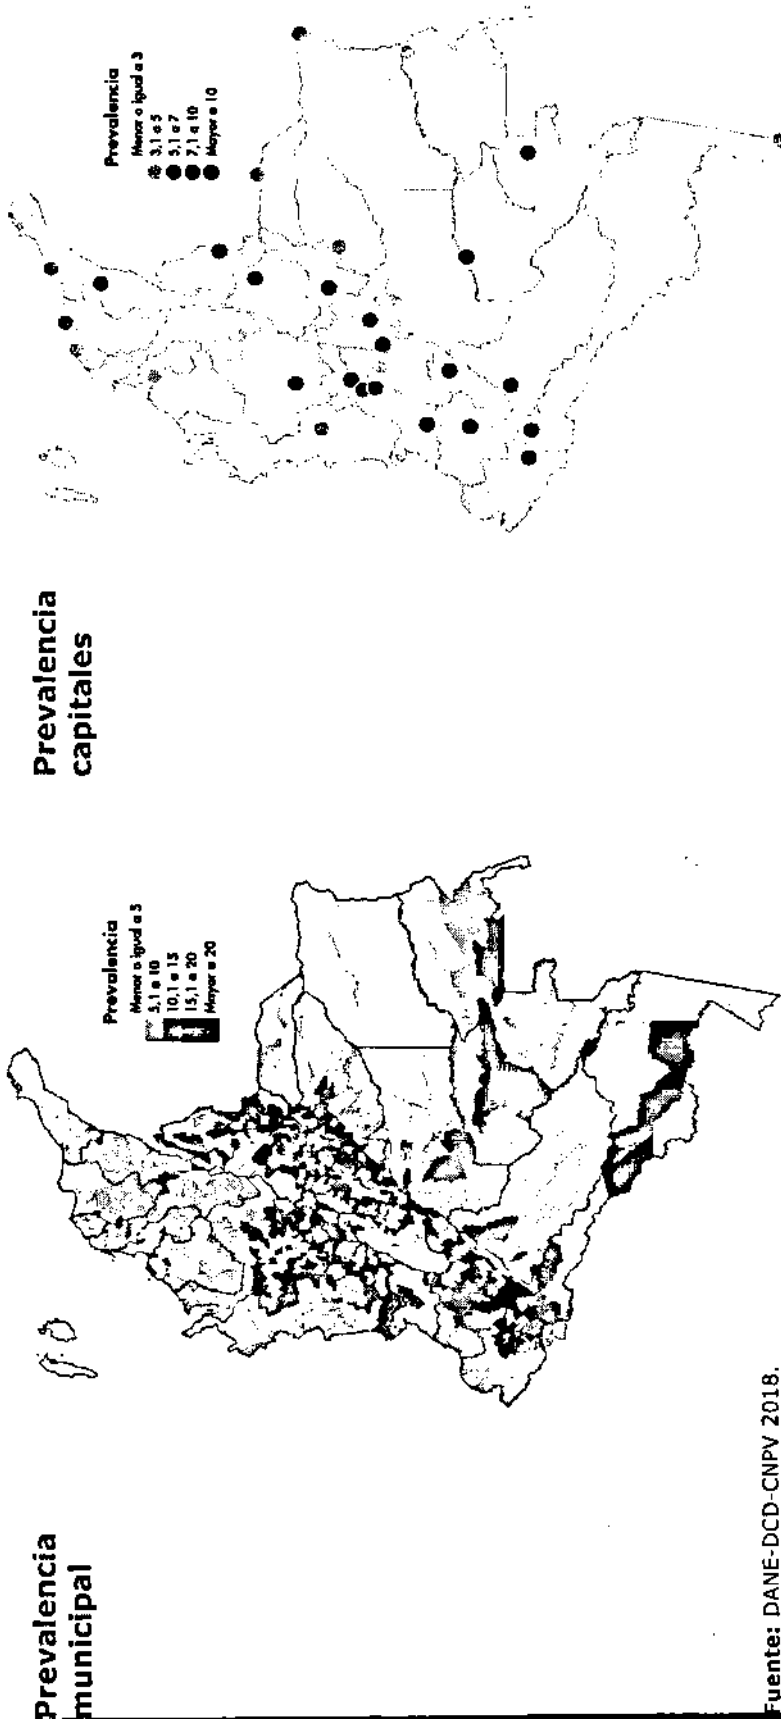 Prevalencia
municipal
Prevalencia
Menor o igual a 5
5,1 a 10
10,1 a 15
15,1 a 20
Mayor a 20
Fuente: DANE-DCD-CNPV 2018.
Prevalencia
capitales
Prevalencia
Menor o igual a 3
3,1 a 5
5,1 a 7
7,1 a 10
Mayor a 10